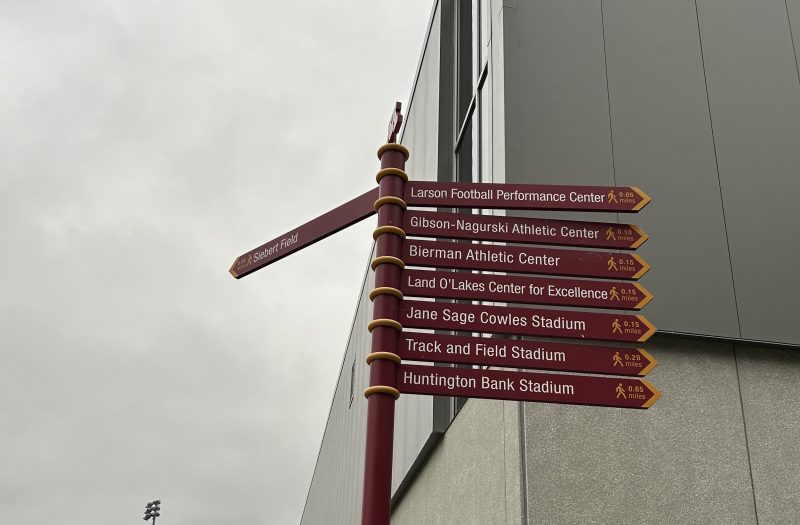 Siebert Field
Larson Football Performance Center 0.05 miles
Gibson-Nagurski Athletic Center 0.10 miles
Bierman Athletic Center 0.15 miles
Land O'Lakes Center for Excellence 0.15 miles
Jane Sage Cowles Stadium 0.15 miles
Track and Field Stadium 0.20 miles
Huntington Bank Stadium 0.65 miles